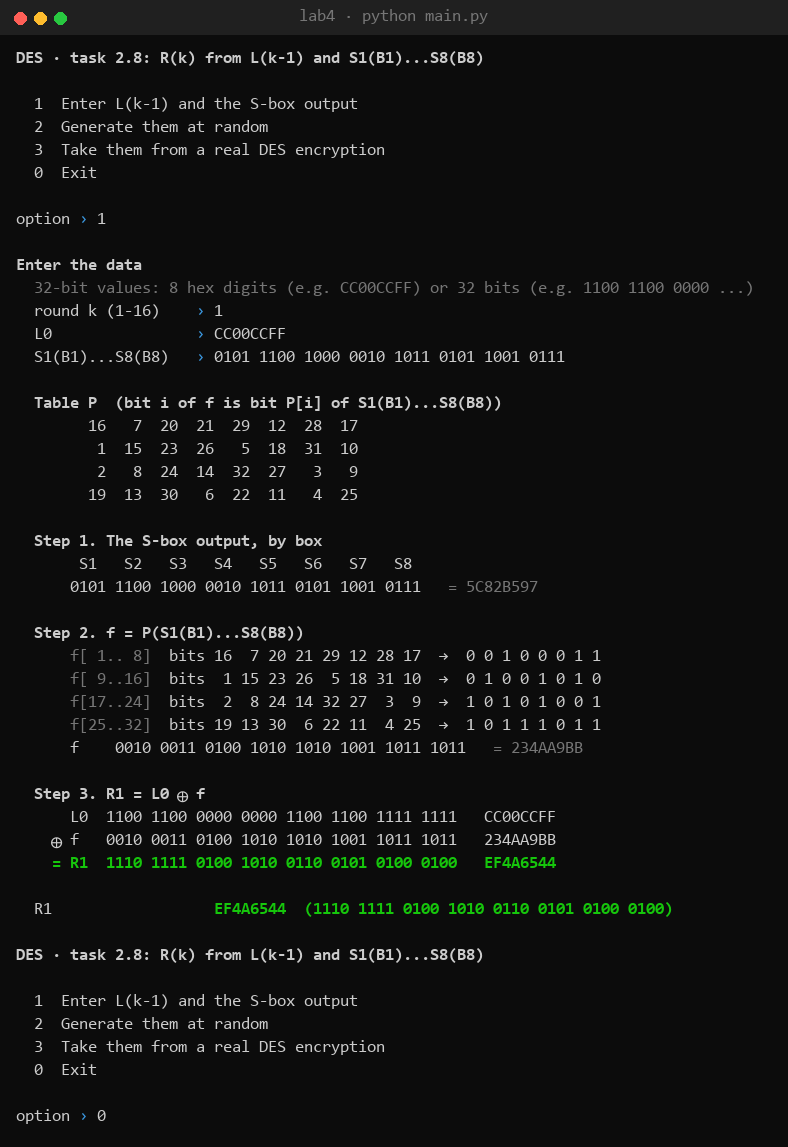 lab4 · python main.py
DES · task 2.8: R(k) from L(k-1) and S1(B1)...S8(B8)
1  Enter L(k-1) and the S-box output
2  Generate them at random
3  Take them from a real DES encryption
0  Exit
option › 1
Enter the data
32-bit values: 8 hex digits (e.g. CC00CCFF) or 32 bits (e.g. 1100 1100 0000 ...)
round k (1-16)    › 1
L0                › CC00CCFF
S1(B1)...S8(B8)   › 0101 1100 1000 0010 1011 0101 1001 0111
Table P  (bit i of f is bit P[i] of S1(B1)...S8(B8))
16   7  20  21  29  12  28  17
1  15  23  26   5  18  31  10
2   8  24  14  32  27   3   9
19  13  30   6  22  11   4  25
Step 1. The S-box output, by box
S1   S2   S3   S4   S5   S6   S7   S8
0101 1100 1000 0010 1011 0101 1001 0111   = 5C82B597
Step 2. f = P(S1(B1)...S8(B8))
f[ 1.. 8]  bits 16  7 20 21 29 12 28 17  →  0 0 1 0 0 0 1 1
f[ 9..16]  bits  1 15 23 26  5 18 31 10  →  0 1 0 0 1 0 1 0
f[17..24]  bits  2  8 24 14 32 27  3  9  →  1 0 1 0 1 0 0 1
f[25..32]  bits 19 13 30  6 22 11  4 25  →  1 0 1 1 1 0 1 1
f    0010 0011 0100 1010 1010 1001 1011 1011   = 234AA9BB
Step 3. R1 = L0 ⊕ f
L0  1100 1100 0000 0000 1100 1100 1111 1111   CC00CCFF
⊕ f   0010 0011 0100 1010 1010 1001 1011 1011   234AA9BB
= R1  1110 1111 0100 1010 0110 0101 0100 0100   EF4A6544
R1                  EF4A6544  (1110 1111 0100 1010 0110 0101 0100 0100)
DES · task 2.8: R(k) from L(k-1) and S1(B1)...S8(B8)
1  Enter L(k-1) and the S-box output
2  Generate them at random
3  Take them from a real DES encryption
0  Exit
option › 0